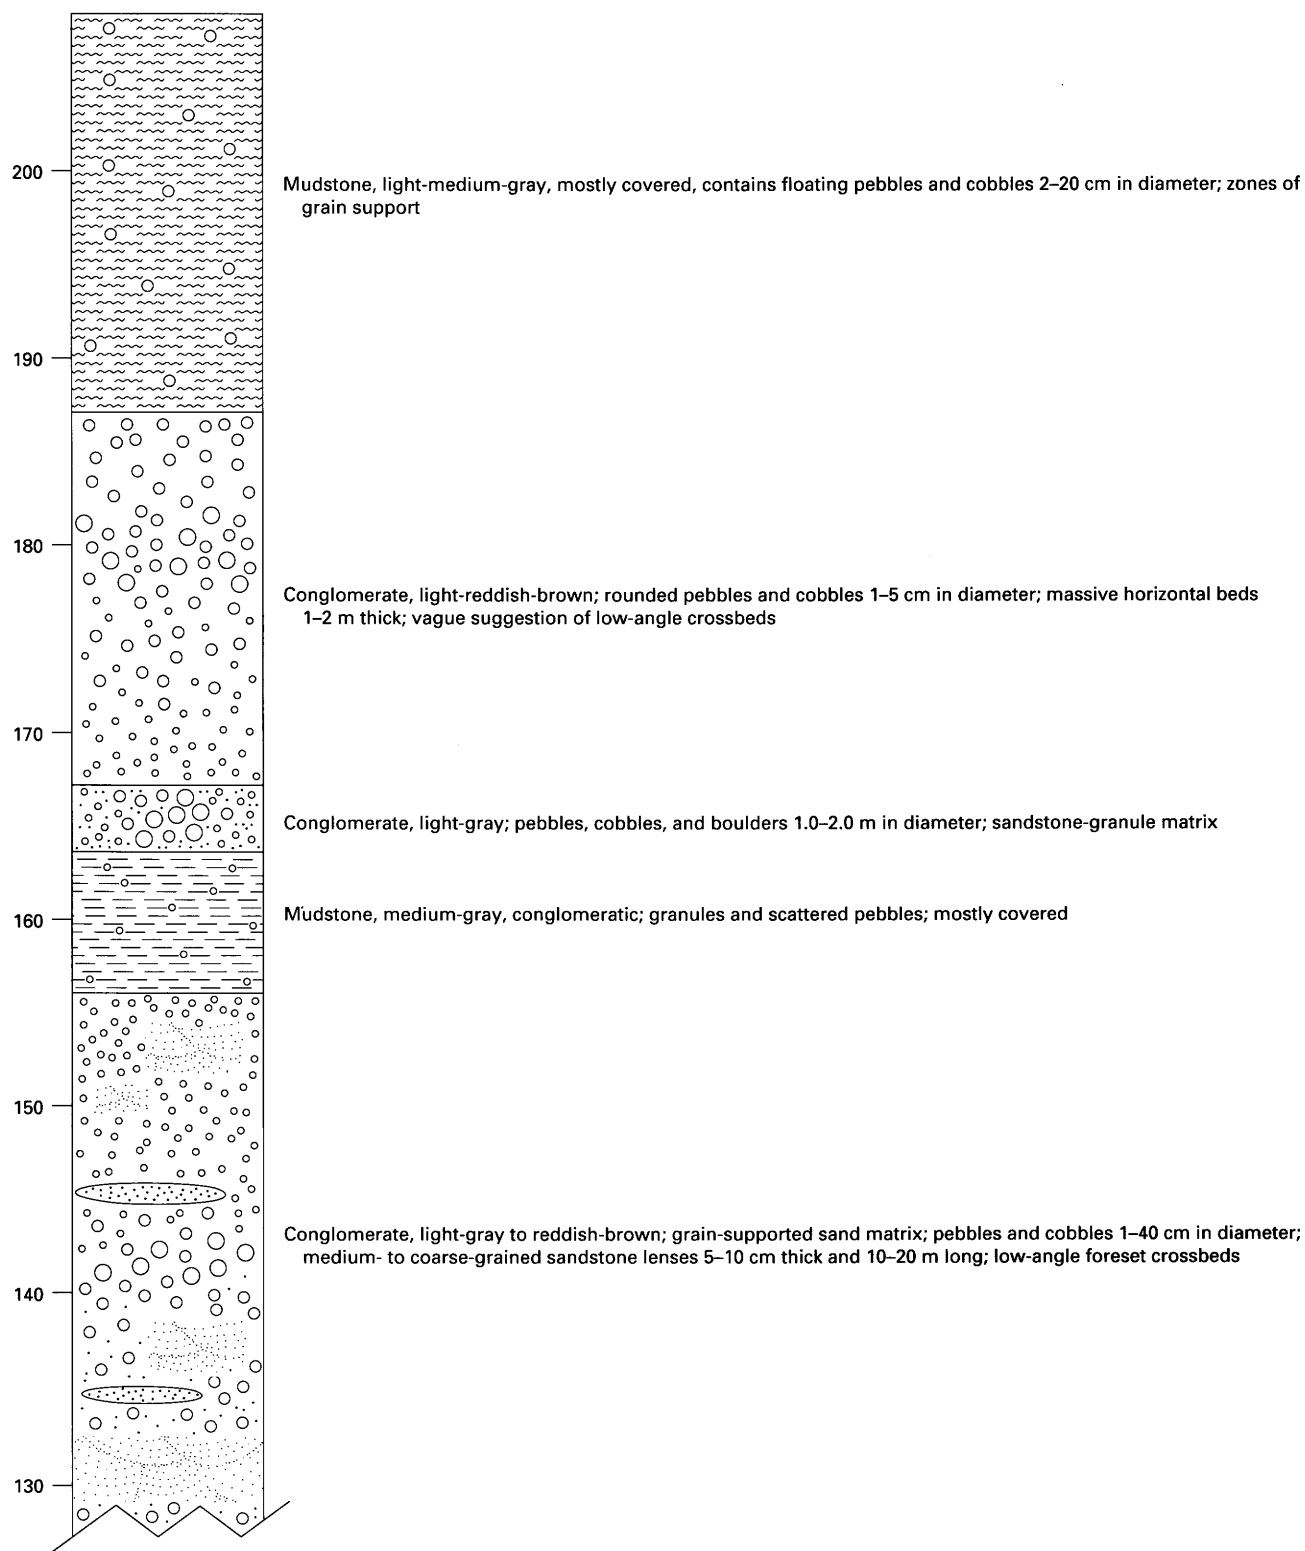 200
Mudstone, light-medium-gray, mostly covered, contains floating pebbles and cobbles 2–20 cm in diameter; zones of
grain support
190
180
Conglomerate, light-reddish-brown; rounded pebbles and cobbles 1–5 cm in diameter; massive horizontal beds
1–2 m thick; vague suggestion of low-angle crossbeds
170
Conglomerate, light-gray; pebbles, cobbles, and boulders 1.0–2.0 m in diameter; sandstone-granule matrix
160
Mudstone, medium-gray, conglomeratic; granules and scattered pebbles; mostly covered
150
Conglomerate, light-gray to reddish-brown; grain-supported sand matrix; pebbles and cobbles 1–40 cm in diameter;
medium- to coarse-grained sandstone lenses 5–10 cm thick and 10–20 m long; low-angle foreset crossbeds
140
130